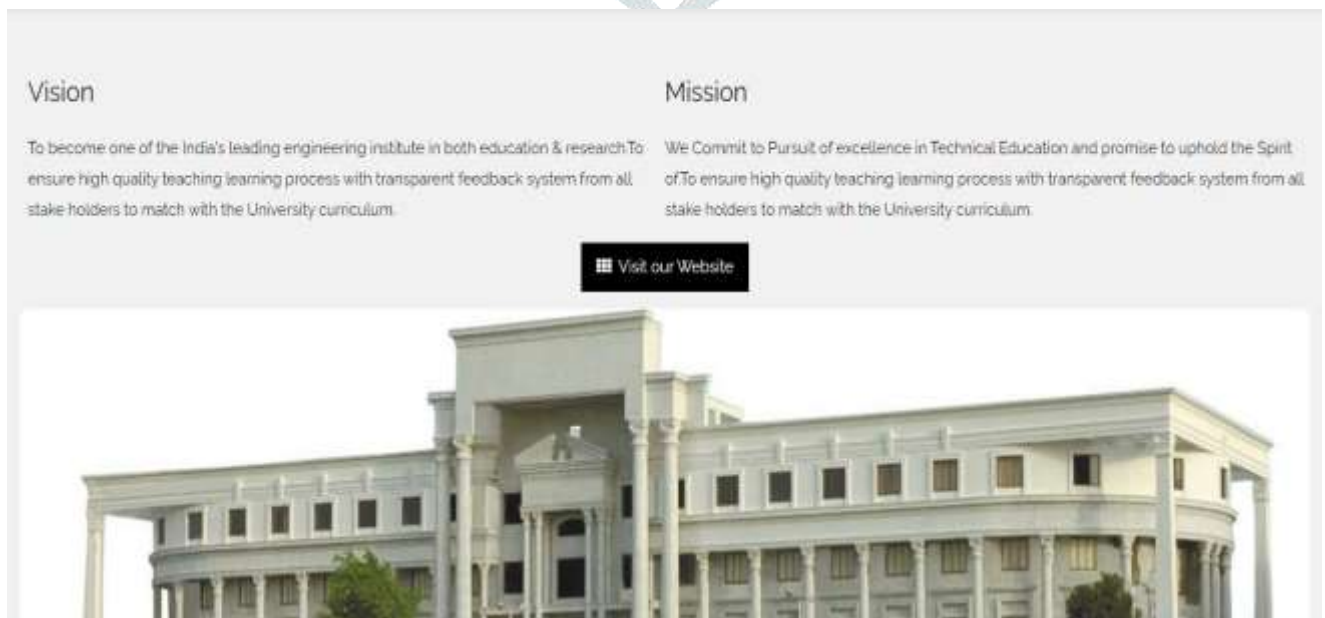 Vision
To become one of the India's leading engineering institute in both education & research.To
ensure high quality teaching learning process with transparent feedback system from all
stake holders to match with the University curriculum.
Mission
We Commit to Pursuit of excellence in Technical Education and promise to uphold the Spirit
of.To ensure high quality teaching learning process with transparent feedback system from all
stake holders to match with the University curriculum.
Visit our Website